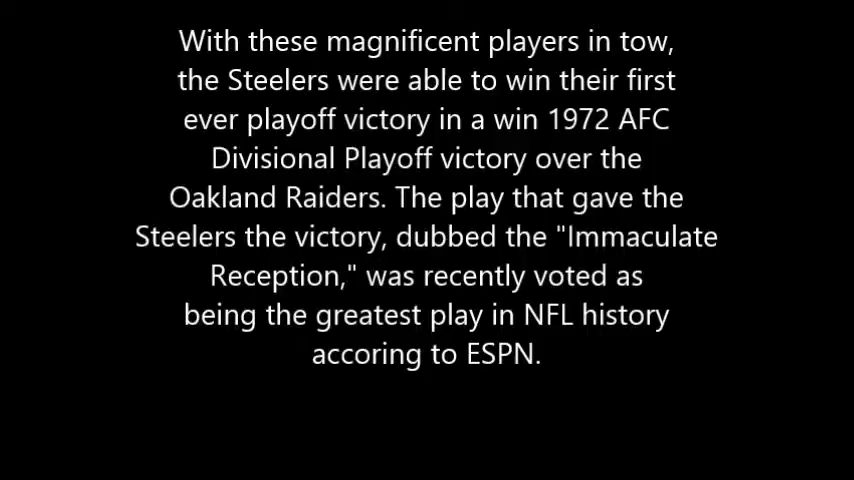 With these magnificent players in tow,
the Steelers were able to win their first
ever playoff victory in a win 1972 AFC
Divisional Playoff victory over the
Oakland Raiders. The play that gave the
Steelers the victory, dubbed the "Immaculate
Reception," was recently voted as
being the greatest play in NFL history
accoring to ESPN.